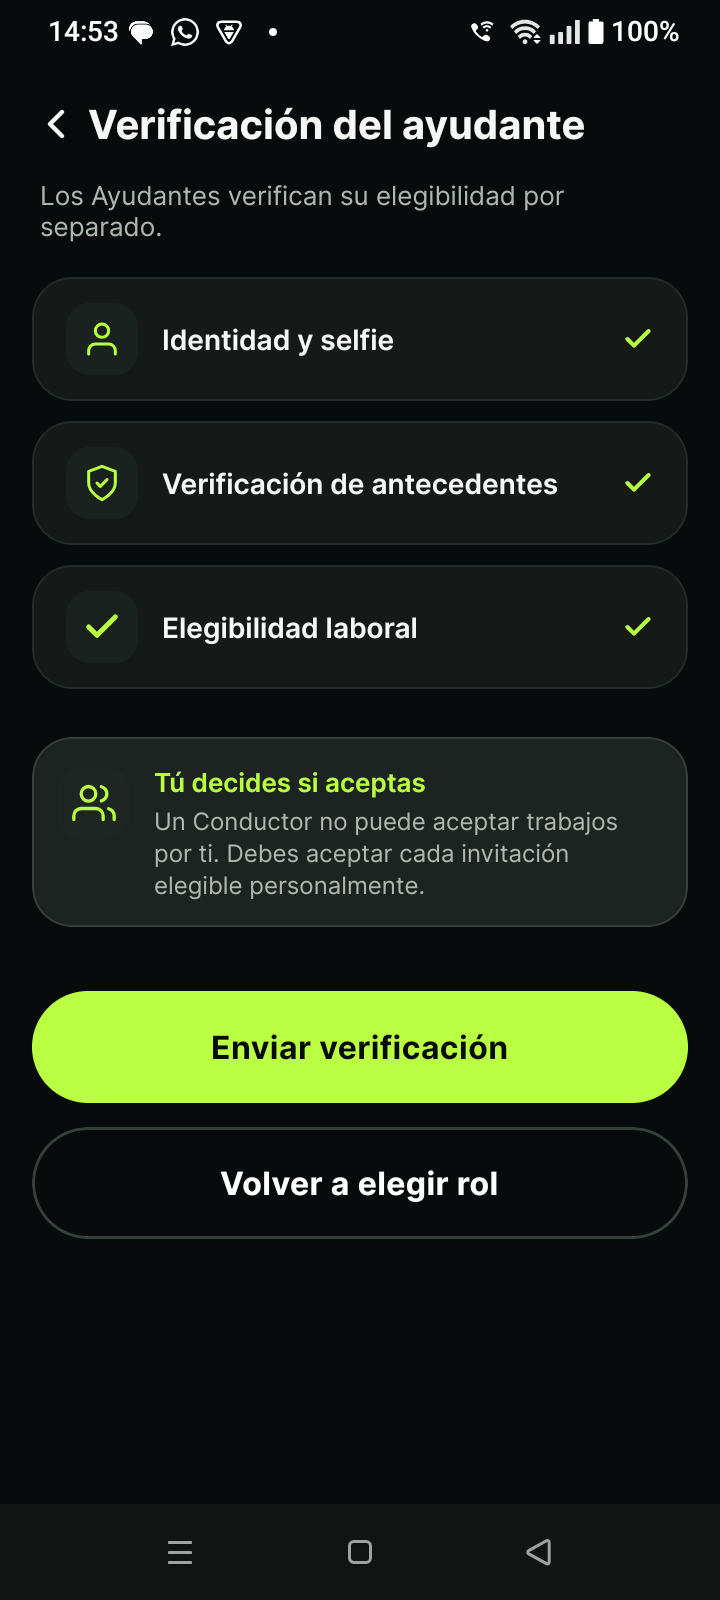 14:53
100%
Verificación del ayudante
Los Ayudantes verifican su elegibilidad por
separado.
Identidad y selfie
Verificación de antecedentes
Elegibilidad laboral
Tú decides si aceptas
Un Conductor no puede aceptar trabajos
por ti. Debes aceptar cada invitación
elegible personalmente.
Enviar verificación
Volver a elegir rol